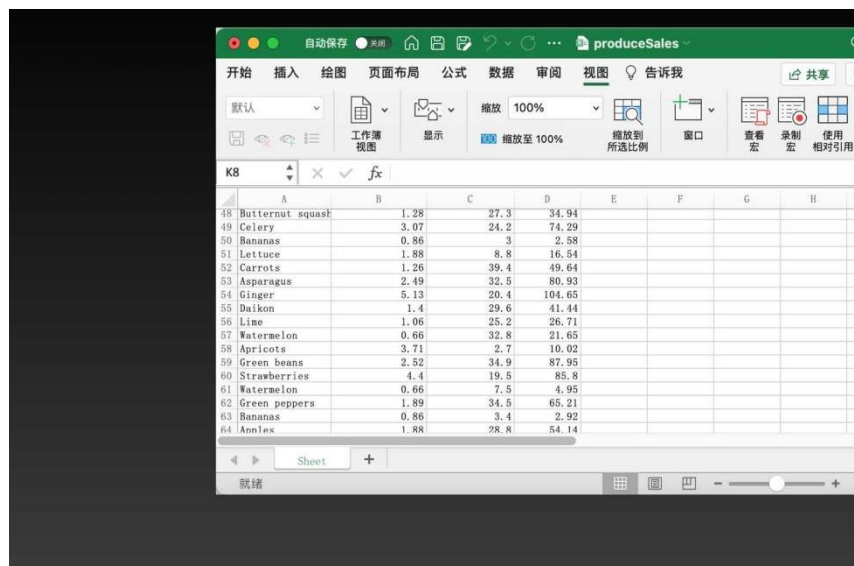 自动保存 关闭 ... produceSales
开始 插入 绘图 页面布局 公式 数据 审阅 视图 告诉我 共享
默认 缩放 100%
工作簿视图 显示 100 缩放至 100% 缩放到所选比例 窗口 查看宏 录制宏 使用相对引用
K8 fx
A B C D E F G H
48 Butternut squash 1.28 27.3 34.94
49 Celery 3.07 24.2 74.29
50 Bananas 0.86 3 2.58
51 Lettuce 1.88 8.8 16.54
52 Carrots 1.26 39.4 49.64
53 Asparagus 2.49 32.5 80.93
54 Ginger 5.13 20.4 104.65
55 Daikon 1.4 29.6 41.44
56 Lime 1.06 25.2 26.71
57 Watermelon 0.66 32.8 21.65
58 Apricots 3.71 2.7 10.02
59 Green beans 2.52 34.9 87.95
60 Strawberries 4.4 19.5 85.8
61 Watermelon 0.66 7.5 4.95
62 Green peppers 1.89 34.5 65.21
63 Bananas 0.86 3.4 2.92
64 Apples 1.88 28.8 54.14
Sheet +
就绪 - +